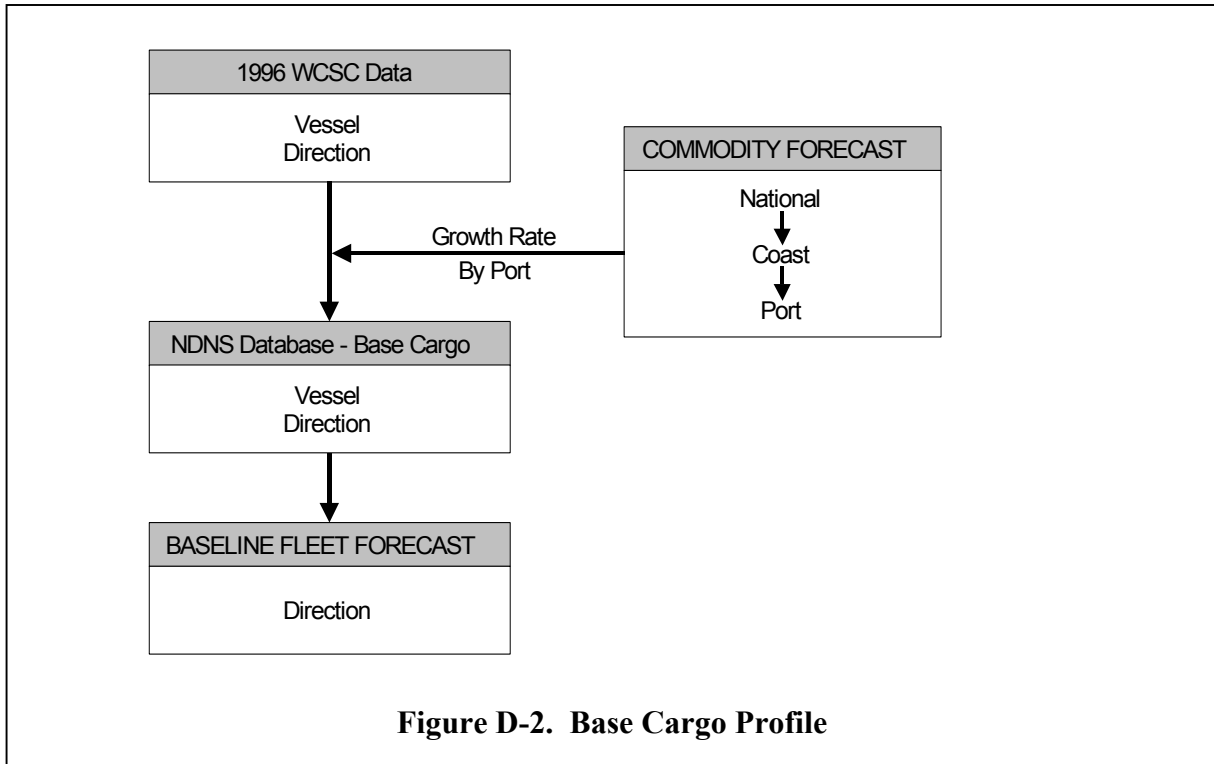 1996 WCSC Data
Vessel
Direction
COMMODITY FORECAST
National
Coast
Port
Growth Rate
By Port
NDNS Database - Base Cargo
Vessel
Direction
BASELINE FLEET FORECAST
Direction
Figure D-2. Base Cargo Profile